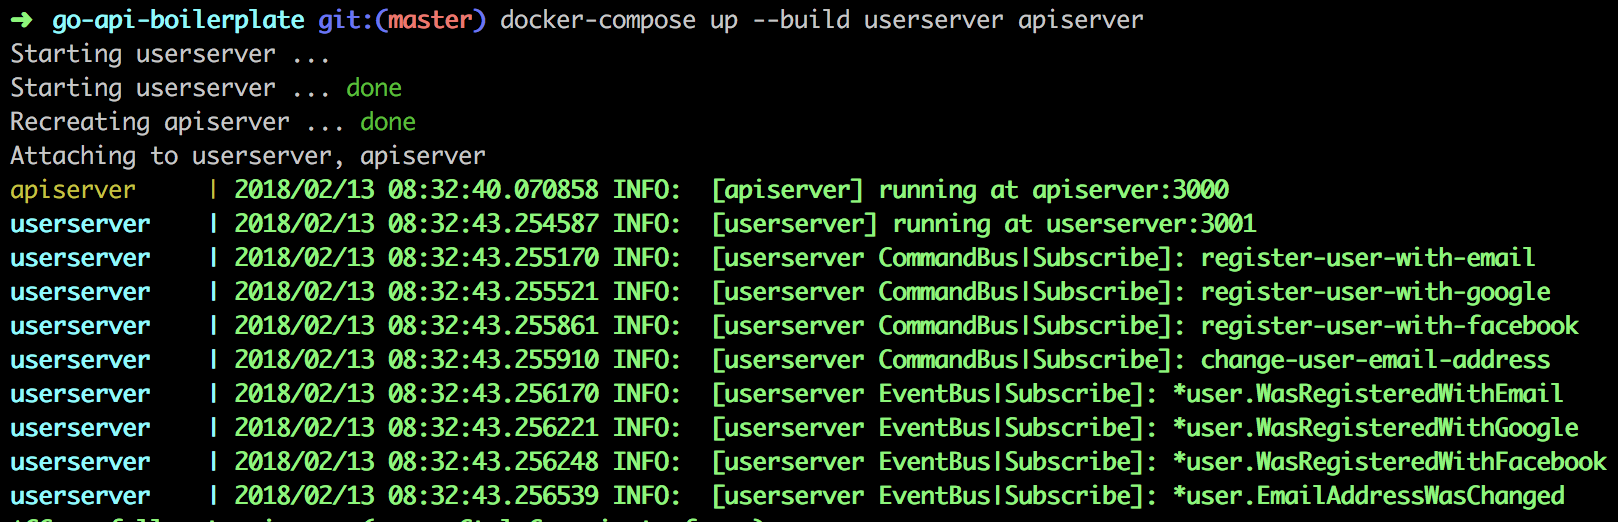 ➜ go-api-boilerplate git:(master) docker-compose up --build userserver apiserver
Starting userserver ...
Starting userserver ... done
Recreating apiserver ... done
Attaching to userserver, apiserver
apiserver | 2018/02/13 08:32:40.070858 INFO: [apiserver] running at apiserver:3000
userserver | 2018/02/13 08:32:43.254587 INFO: [userserver] running at userserver:3001
userserver | 2018/02/13 08:32:43.255170 INFO: [userserver CommandBus|Subscribe]: register-user-with-email
userserver | 2018/02/13 08:32:43.255521 INFO: [userserver CommandBus|Subscribe]: register-user-with-google
userserver | 2018/02/13 08:32:43.255861 INFO: [userserver CommandBus|Subscribe]: register-user-with-facebook
userserver | 2018/02/13 08:32:43.255910 INFO: [userserver CommandBus|Subscribe]: change-user-email-address
userserver | 2018/02/13 08:32:43.256170 INFO: [userserver EventBus|Subscribe]: *user.WasRegisteredWithEmail
userserver | 2018/02/13 08:32:43.256221 INFO: [userserver EventBus|Subscribe]: *user.WasRegisteredWithGoogle
userserver | 2018/02/13 08:32:43.256248 INFO: [userserver EventBus|Subscribe]: *user.WasRegisteredWithFacebook
userserver | 2018/02/13 08:32:43.256539 INFO: [userserver EventBus|Subscribe]: *user.EmailAddressWasChanged